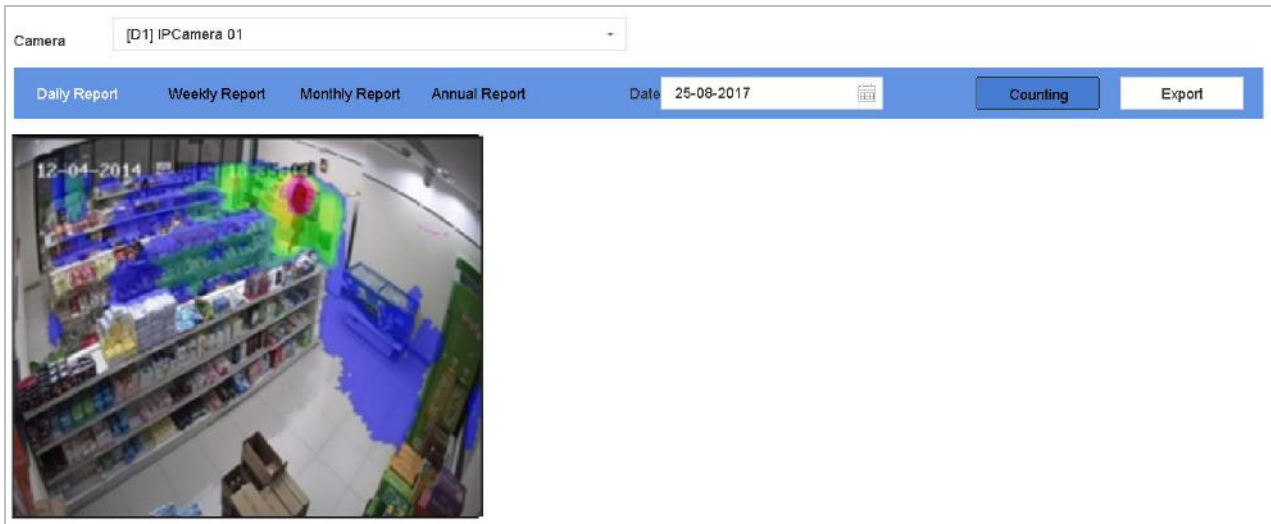 Camera [D1] IPCamera 01
Daily Report Weekly Report Monthly Report Annual Report Date 25-08-2017 Counting Export
12-04-2014